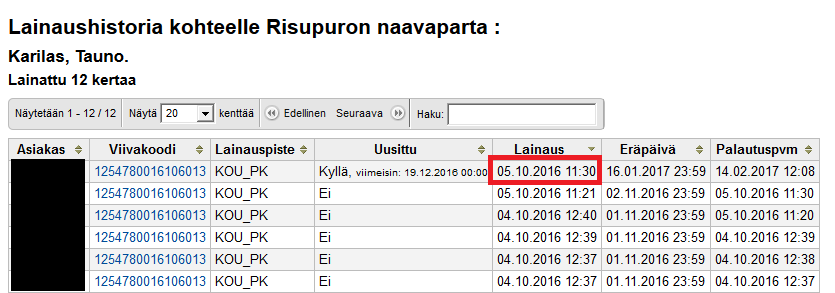 Lainaushistoria kohteelle Risupuron naavaparta :
Karilas, Tauno.
Lainattu 12 kertaa
Näytetään 1 - 12 / 12 Näytä 20 kenttää Edellinen Seuraava Haku:
Asiakas Viivakoodi Lainauspiste Uusittu Lainaus Eräpäivä Palautuspvm
1254780016106013 KOU_PK Kyllä, viimeisin: 19.12.2016 00:00 05.10.2016 11:30 16.01.2017 23:59 14.02.2017 12:08
1254780016106013 KOU_PK Ei 05.10.2016 11:21 02.11.2016 23:59 05.10.2016 11:30
1254780016106013 KOU_PK Ei 04.10.2016 12:40 01.11.2016 23:59 05.10.2016 11:20
1254780016106013 KOU_PK Ei 04.10.2016 12:39 01.11.2016 23:59 04.10.2016 12:39
1254780016106013 KOU_PK Ei 04.10.2016 12:37 01.11.2016 23:59 04.10.2016 12:38
1254780016106013 KOU_PK Ei 04.10.2016 12:37 01.11.2016 23:59 04.10.2016 12:37